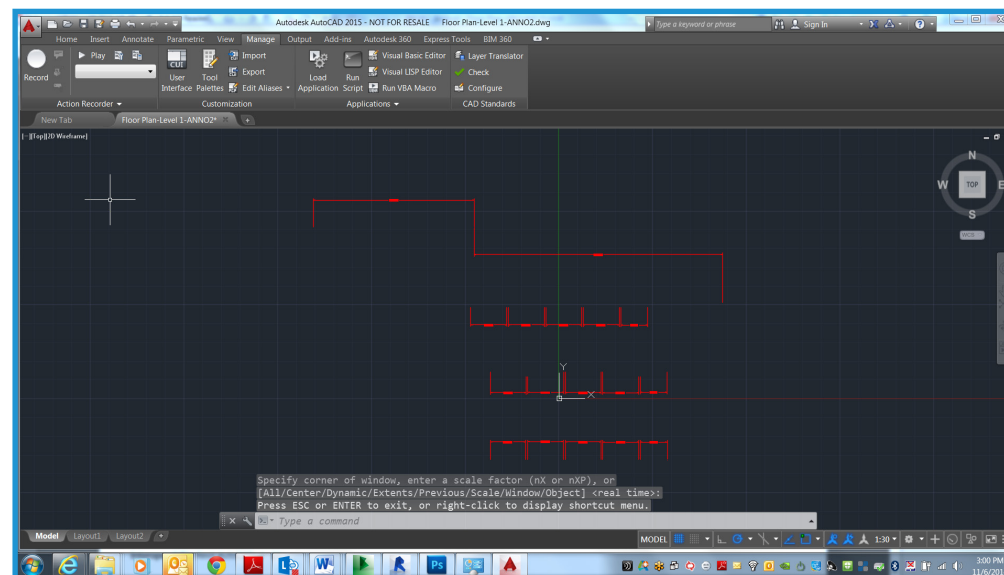 Autodesk AutoCAD 2015 - NOT FOR RESALE Floor Plan-Level 1-ANNO2.dwg
Type a keyword or phrase
Sign In
Home Insert Annotate Parametric View Manage Output Add-ins Autodesk 360 Express Tools BIM 360
Play
Import
Visual Basic Editor
Layer Translator
CUI
Export
Visual LISP Editor
Check
Record
User Interface
Tool Palettes
Edit Aliases
Load Application
Run Script
Run VBA Macro
Configure
Action Recorder
Customization
Applications
CAD Standards
New Tab
Floor Plan-Level 1-ANNO2*
[−][Top][2D Wireframe]
N
W TOP E
S
WCS
Y
X
Specify corner of window, enter a scale factor (nX or nXP), or
[All/Center/Dynamic/Extents/Previous/Scale/Window/Object] <real time>:
Press ESC or ENTER to exit, or right-click to display shortcut menu.
Type a command
Model Layout1 Layout2
MODEL
1:30
3:00 PM